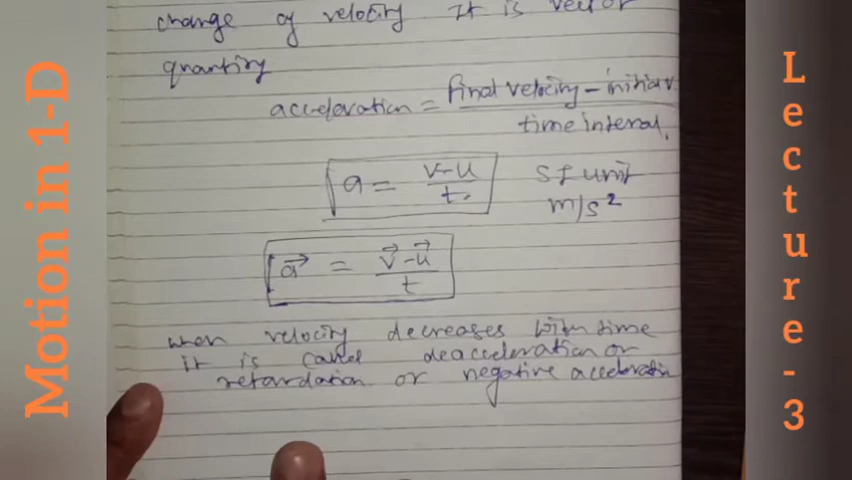 Motion in 1-D
change of velocity It is vector
quantity
acceleration = final velocity - initial v
time interval.
a = v-u / t. SI unit
m/s²
a⃗ = v⃗-u⃗ / t
when velocity decreases with time
it is called deacceleration or
retardation or negative acceleratin
Lecture-3